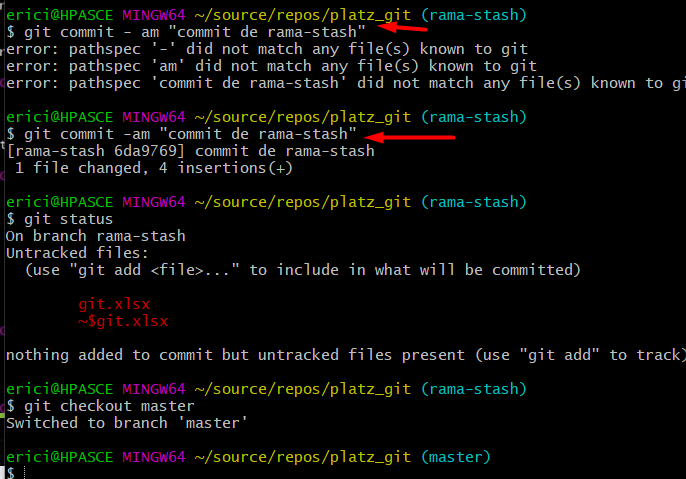 erici@HPASCE MINGW64 ~/source/repos/platz_git (rama-stash)
$ git commit - am "commit de rama-stash"
error: pathspec '-' did not match any file(s) known to git
error: pathspec 'am' did not match any file(s) known to git
error: pathspec 'commit de rama-stash' did not match any file(s) known to
erici@HPASCE MINGW64 ~/source/repos/platz_git (rama-stash)
$ git commit -am "commit de rama-stash"
[rama-stash 6da9769] commit de rama-stash
1 file changed, 4 insertions(+)
erici@HPASCE MINGW64 ~/source/repos/platz_git (rama-stash)
$ git status
On branch rama-stash
Untracked files:
(use "git add <file>..." to include in what will be committed)
git.xlsx
~$git.xlsx
nothing added to commit but untracked files present (use "git add" to track)
erici@HPASCE MINGW64 ~/source/repos/platz_git (rama-stash)
$ git checkout master
Switched to branch 'master'
erici@HPASCE MINGW64 ~/source/repos/platz_git (master)
$